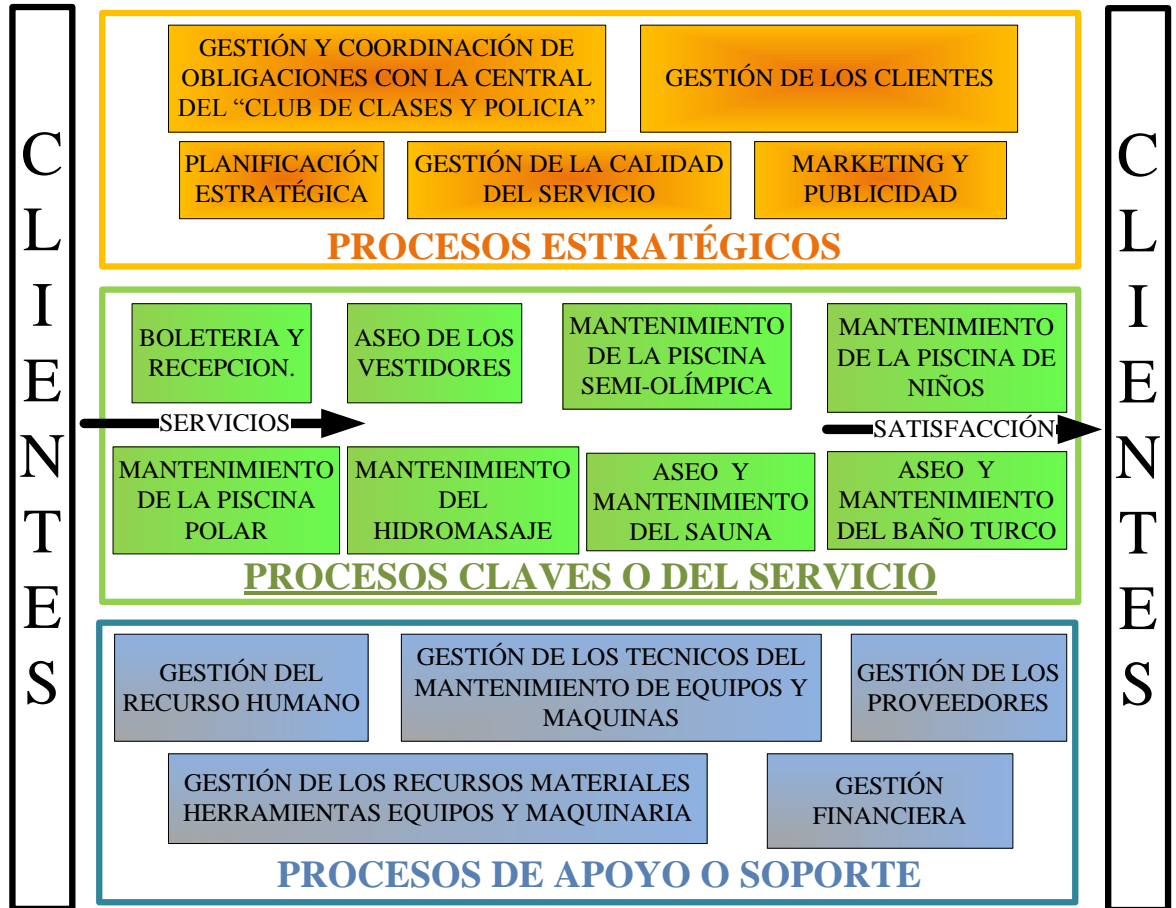 CLIENTES
GESTIÓN Y COORDINACIÓN DE
OBLIGACIONES CON LA CENTRAL
DEL “CLUB DE CLASES Y POLICIA”
GESTIÓN DE LOS CLIENTES
PLANIFICACIÓN
ESTRATÉGICA
GESTIÓN DE LA CALIDAD
DEL SERVICIO
MARKETING Y
PUBLICIDAD
PROCESOS ESTRATÉGICOS
BOLETERIA Y
RECEPCION.
ASEO DE LOS
VESTIDORES
MANTENIMIENTO
DE LA PISCINA
SEMI-OLÍMPICA
MANTENIMIENTO
DE LA PISCINA DE
NIÑOS
SERVICIOS
SATISFACCIÓN
MANTENIMIENTO
DE LA PISCINA
POLAR
MANTENIMIENTO
DEL
HIDROMASAJE
ASEO Y
MANTENIMIENTO
DEL SAUNA
ASEO Y
MANTENIMIENTO
DEL BAÑO TURCO
PROCESOS CLAVES O DEL SERVICIO
GESTIÓN DEL
RECURSO HUMANO
GESTIÓN DE LOS TECNICOS DEL
MANTENIMIENTO DE EQUIPOS Y
MAQUINAS
GESTIÓN DE LOS
PROVEEDORES
GESTIÓN DE LOS RECURSOS MATERIALES
HERRAMIENTAS EQUIPOS Y MAQUINARIA
GESTIÓN
FINANCIERA
PROCESOS DE APOYO O SOPORTE
CLIENTES